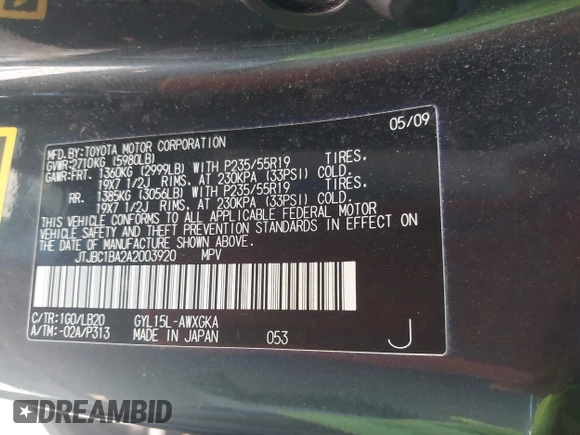 05/09
MFD.BY:TOYOTA MOTOR CORPORATION
GVWR:2710KG (5980LB)
GAWR:FRT. 1360KG (2999LB) WITH P235/55R19 TIRES,
19X7 1/2J RIMS, AT 230KPA (33PSI) COLD.
RR. 1385KG (3056LB) WITH P235/55R19 TIRES,
19X7 1/2J RIMS, AT 230KPA (33PSI) COLD.
THIS VEHICLE CONFORMS TO ALL APPLICABLE FEDERAL MOTOR
VEHICLE SAFETY AND THEFT PREVENTION STANDARDS IN EFFECT
ON THE DATE OF MANUFACTURE SHOWN ABOVE.
JTJBC1BA2A2003920 MPV
C/TR:1G0/LB20 GYL15L-AWXGKA
A/TM:-02A/P313 MADE IN JAPAN 053 J
DREAMBID